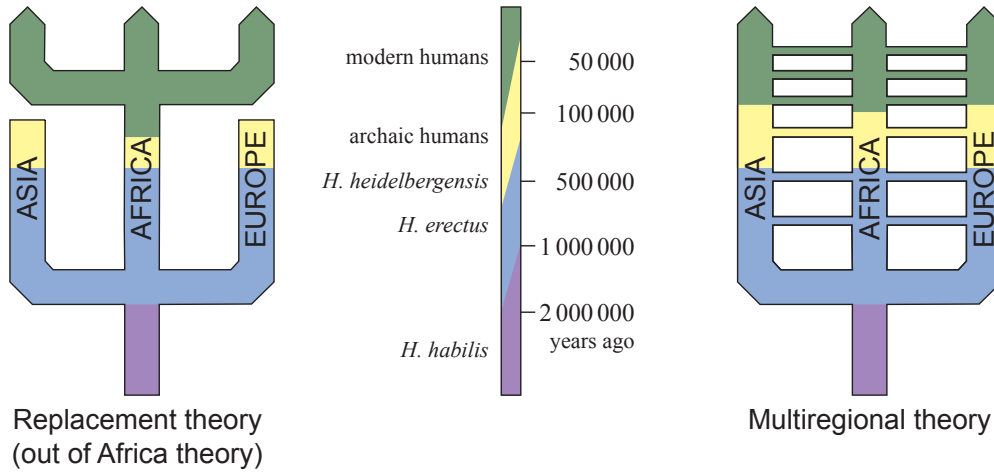 modern humans
archaic humans
H. heidelbergensis
H. erectus
H. habilis
50 000
100 000
500 000
1 000 000
2 000 000
years ago
ASIA
AFRICA
EUROPE
ASIA
AFRICA
EUROPE
Replacement theory
(out of Africa theory)
Multiregional theory